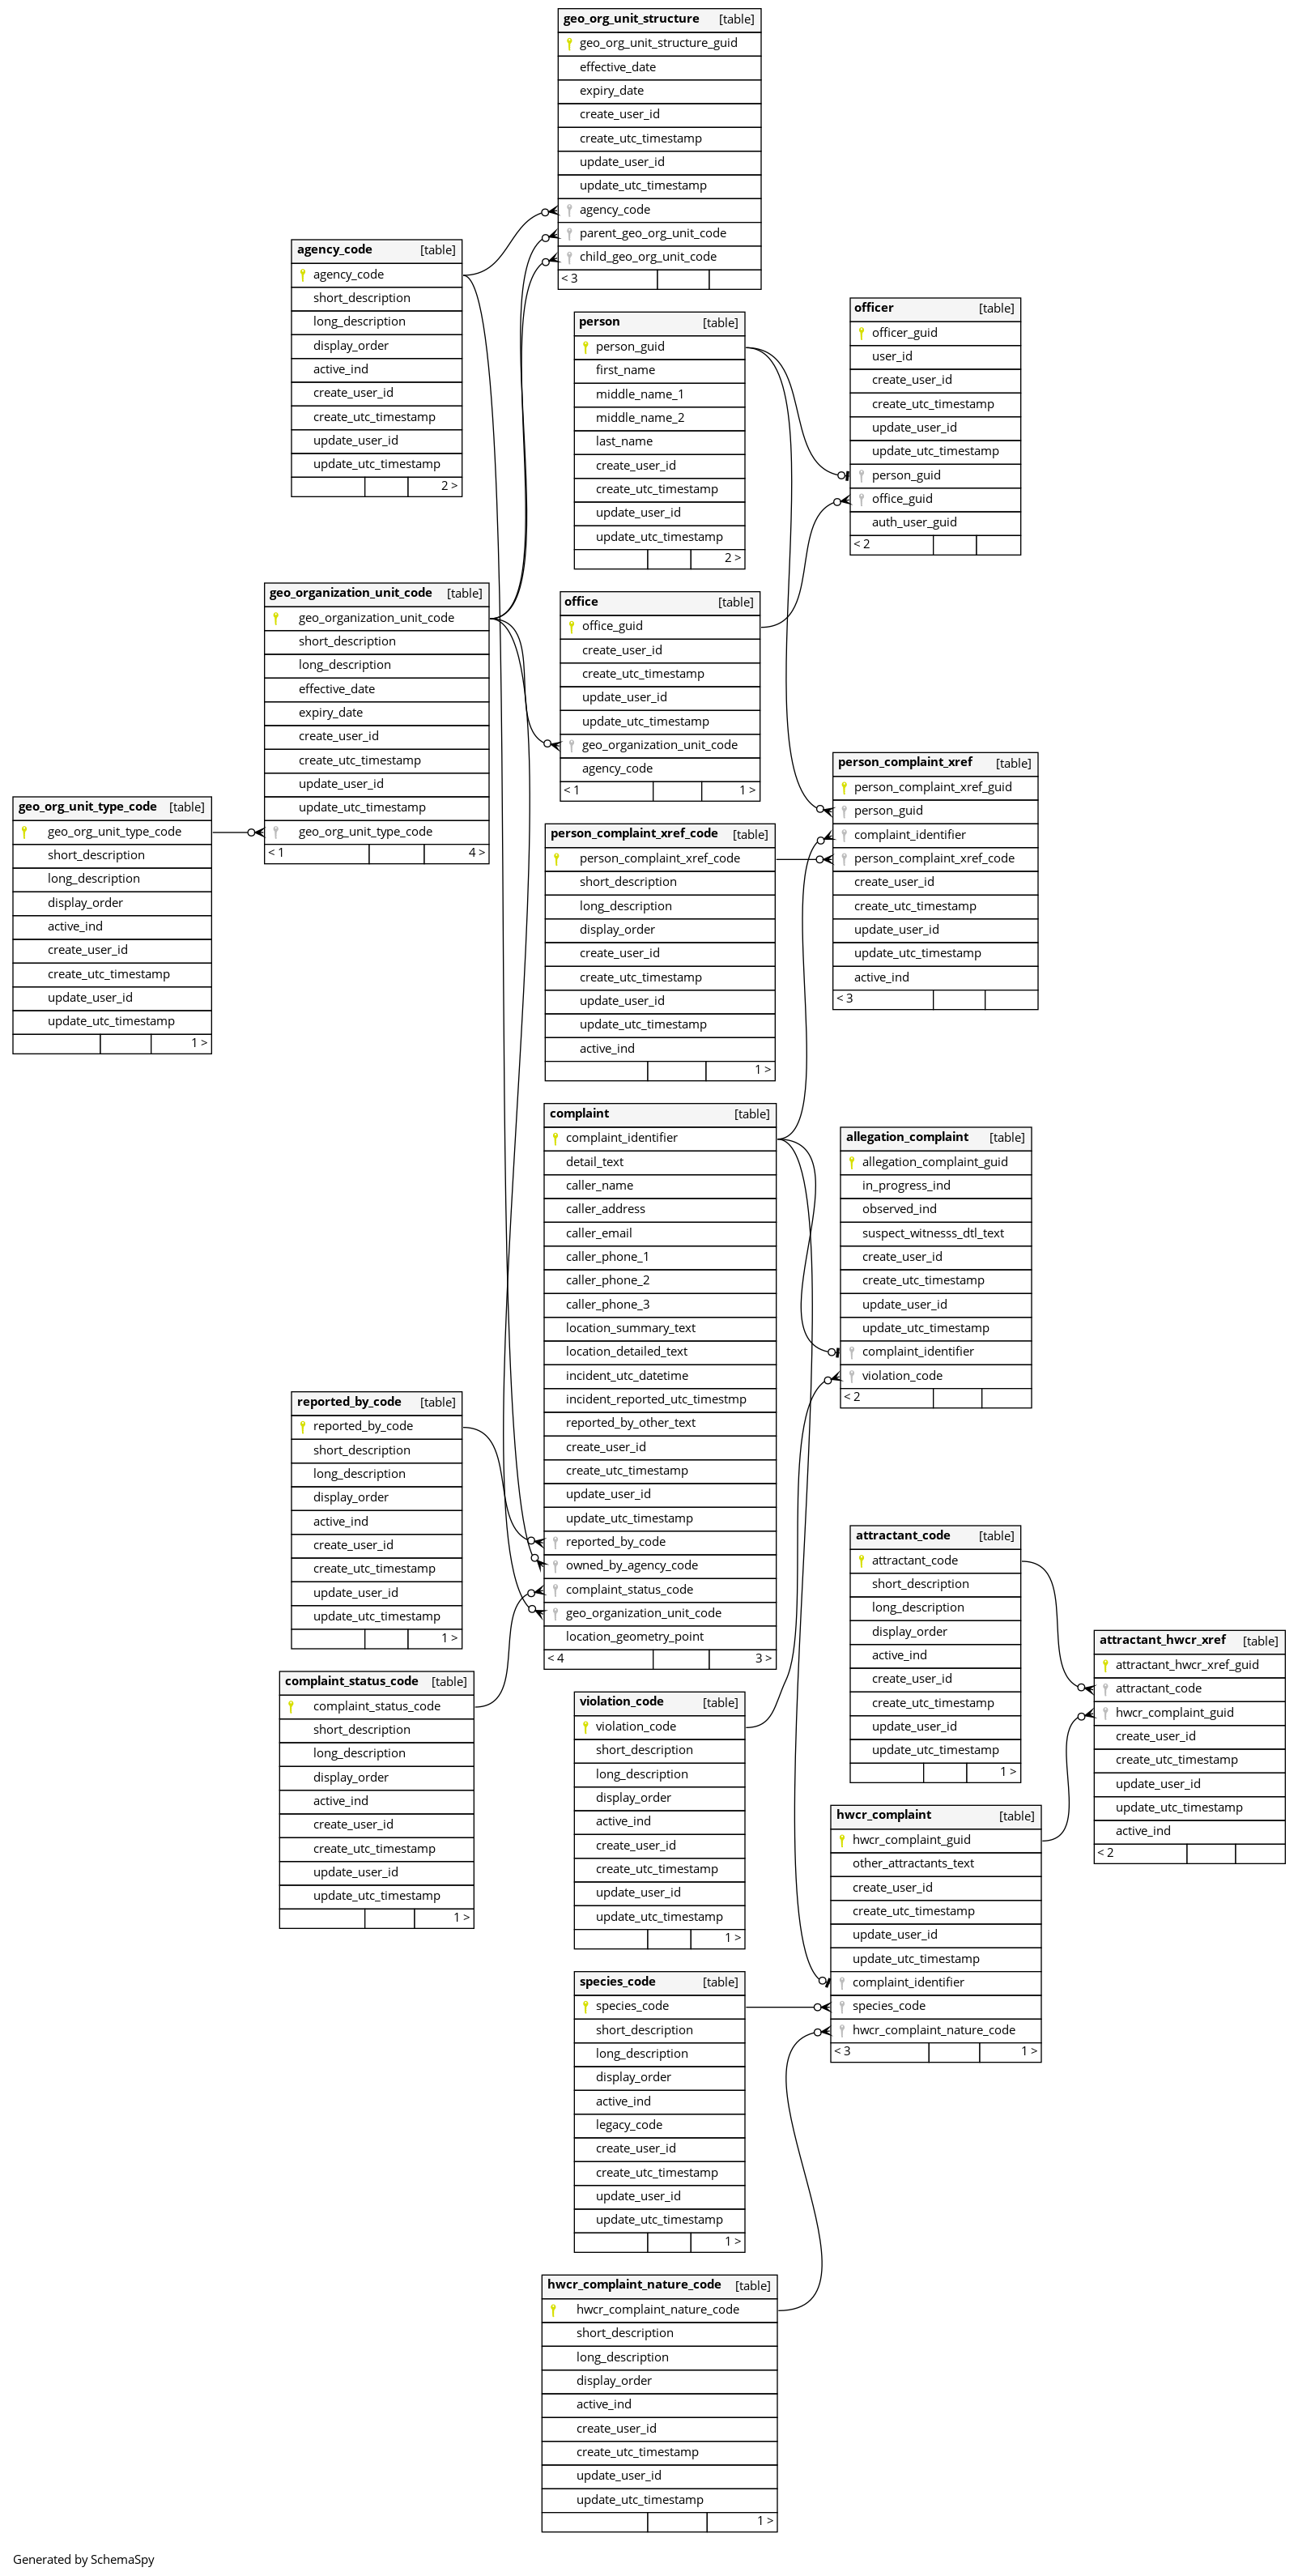 geo_org_unit_structure [table]
geo_org_unit_structure_guid
effective_date
expiry_date
create_user_id
create_utc_timestamp
update_user_id
update_utc_timestamp
agency_code
parent_geo_org_unit_code
child_geo_org_unit_code
< 3
agency_code [table]
agency_code
short_description
long_description
display_order
active_ind
create_user_id
create_utc_timestamp
update_user_id
update_utc_timestamp
2 >
person [table]
person_guid
first_name
middle_name_1
middle_name_2
last_name
create_user_id
create_utc_timestamp
update_user_id
update_utc_timestamp
2 >
officer [table]
officer_guid
user_id
create_user_id
create_utc_timestamp
update_user_id
update_utc_timestamp
person_guid
office_guid
auth_user_guid
< 2
geo_organization_unit_code [table]
geo_organization_unit_code
short_description
long_description
effective_date
expiry_date
create_user_id
create_utc_timestamp
update_user_id
update_utc_timestamp
geo_org_unit_type_code
< 1 4 >
office [table]
office_guid
create_user_id
create_utc_timestamp
update_user_id
update_utc_timestamp
geo_organization_unit_code
agency_code
< 1 1 >
geo_org_unit_type_code [table]
geo_org_unit_type_code
short_description
long_description
display_order
active_ind
create_user_id
create_utc_timestamp
update_user_id
update_utc_timestamp
1 >
person_complaint_xref_code [table]
person_complaint_xref_code
short_description
long_description
display_order
create_user_id
create_utc_timestamp
update_user_id
update_utc_timestamp
active_ind
1 >
person_complaint_xref [table]
person_complaint_xref_guid
person_guid
complaint_identifier
person_complaint_xref_code
create_user_id
create_utc_timestamp
update_user_id
update_utc_timestamp
active_ind
< 3
complaint [table]
complaint_identifier
detail_text
caller_name
caller_address
caller_email
caller_phone_1
caller_phone_2
caller_phone_3
location_summary_text
location_detailed_text
incident_utc_datetime
incident_reported_utc_timestmp
reported_by_other_text
create_user_id
create_utc_timestamp
update_user_id
update_utc_timestamp
reported_by_code
owned_by_agency_code
complaint_status_code
geo_organization_unit_code
location_geometry_point
< 4 3 >
allegation_complaint [table]
allegation_complaint_guid
in_progress_ind
observed_ind
suspect_witnesss_dtl_text
create_user_id
create_utc_timestamp
update_user_id
update_utc_timestamp
complaint_identifier
violation_code
< 2
reported_by_code [table]
reported_by_code
short_description
long_description
display_order
active_ind
create_user_id
create_utc_timestamp
update_user_id
update_utc_timestamp
1 >
complaint_status_code [table]
complaint_status_code
short_description
long_description
display_order
active_ind
create_user_id
create_utc_timestamp
update_user_id
update_utc_timestamp
1 >
violation_code [table]
violation_code
short_description
long_description
display_order
active_ind
create_user_id
create_utc_timestamp
update_user_id
update_utc_timestamp
1 >
attractant_code [table]
attractant_code
short_description
long_description
display_order
active_ind
create_user_id
create_utc_timestamp
update_user_id
update_utc_timestamp
1 >
attractant_hwcr_xref [table]
attractant_hwcr_xref_guid
attractant_code
hwcr_complaint_guid
create_user_id
create_utc_timestamp
update_user_id
update_utc_timestamp
active_ind
< 2
hwcr_complaint [table]
hwcr_complaint_guid
other_attractants_text
create_user_id
create_utc_timestamp
update_user_id
update_utc_timestamp
complaint_identifier
species_code
hwcr_complaint_nature_code
< 3 1 >
species_code [table]
species_code
short_description
long_description
display_order
active_ind
legacy_code
create_user_id
create_utc_timestamp
update_user_id
update_utc_timestamp
1 >
hwcr_complaint_nature_code [table]
hwcr_complaint_nature_code
short_description
long_description
display_order
active_ind
create_user_id
create_utc_timestamp
update_user_id
update_utc_timestamp
1 >
Generated by SchemaSpy